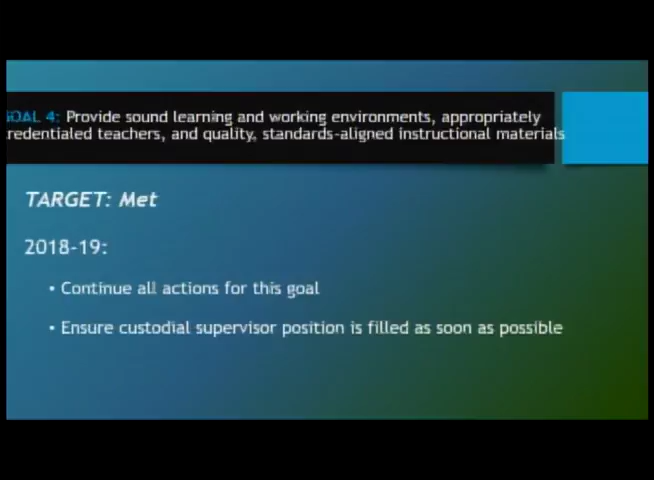 OAL 4: Provide sound learning and working environments, appropriately
redentialed teachers, and quality, standards-aligned instructional materials
TARGET: Met
2018-19:
• Continue all actions for this goal
• Ensure custodial supervisor position is filled as soon as possible